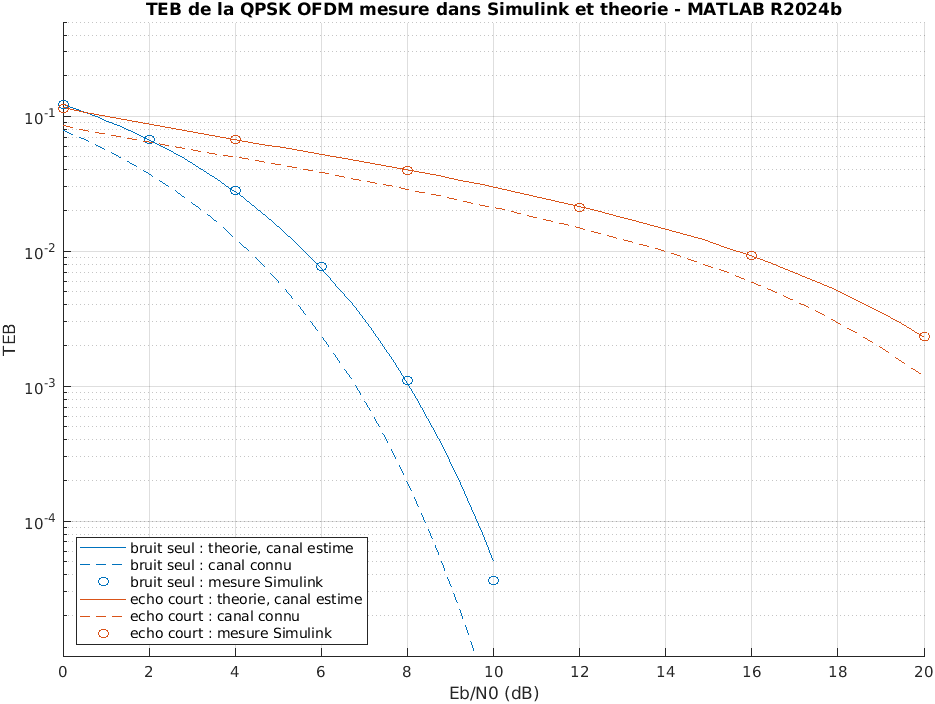 TEB de la QPSK OFDM mesure dans Simulink et theorie - MATLAB R2024b
10^-1
10^-2
10^-3
10^-4
TEB
bruit seul : theorie, canal estime
bruit seul : canal connu
bruit seul : mesure Simulink
echo court : theorie, canal estime
echo court : canal connu
echo court : mesure Simulink
0 2 4 6 8 10 12 14 16 18 20
Eb/N0 (dB)